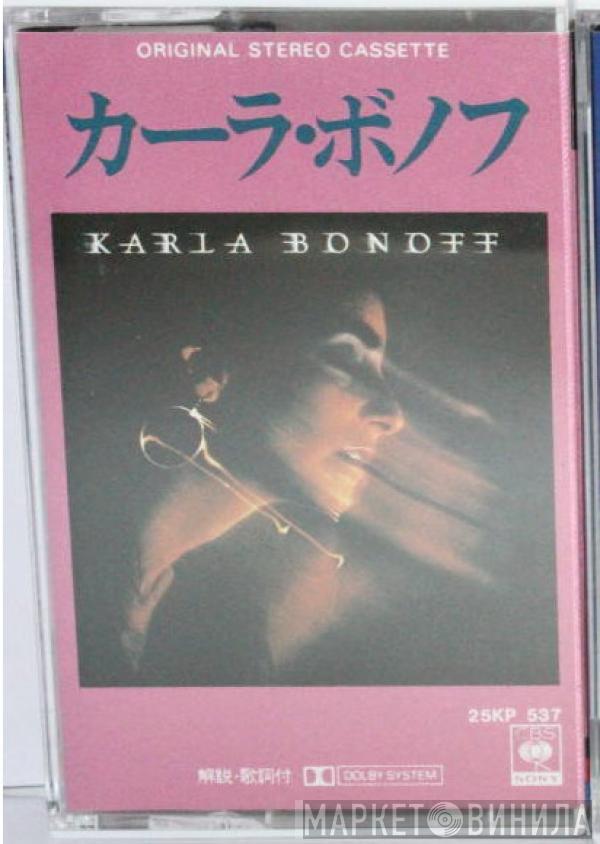 ORIGINAL STEREO CASSETTE
カーラ・ボノフ
KARLA BONOFF
25KP 537
CBS
SONY
解説・歌詞付 DOLBY SYSTEM
МАРКЕТ ВИНИЛА